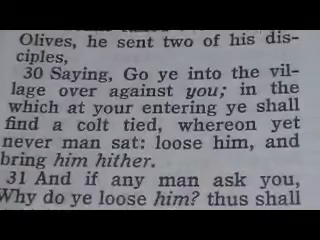 Olives, he sent two of his dis-
ciples,
30 Saying, Go ye into the vil-
lage over against you; in the
which at your entering ye shall
find a colt tied, whereon yet
never man sat: loose him, and
bring him hither.
31 And if any man ask you,
Why do ye loose him? thus shall